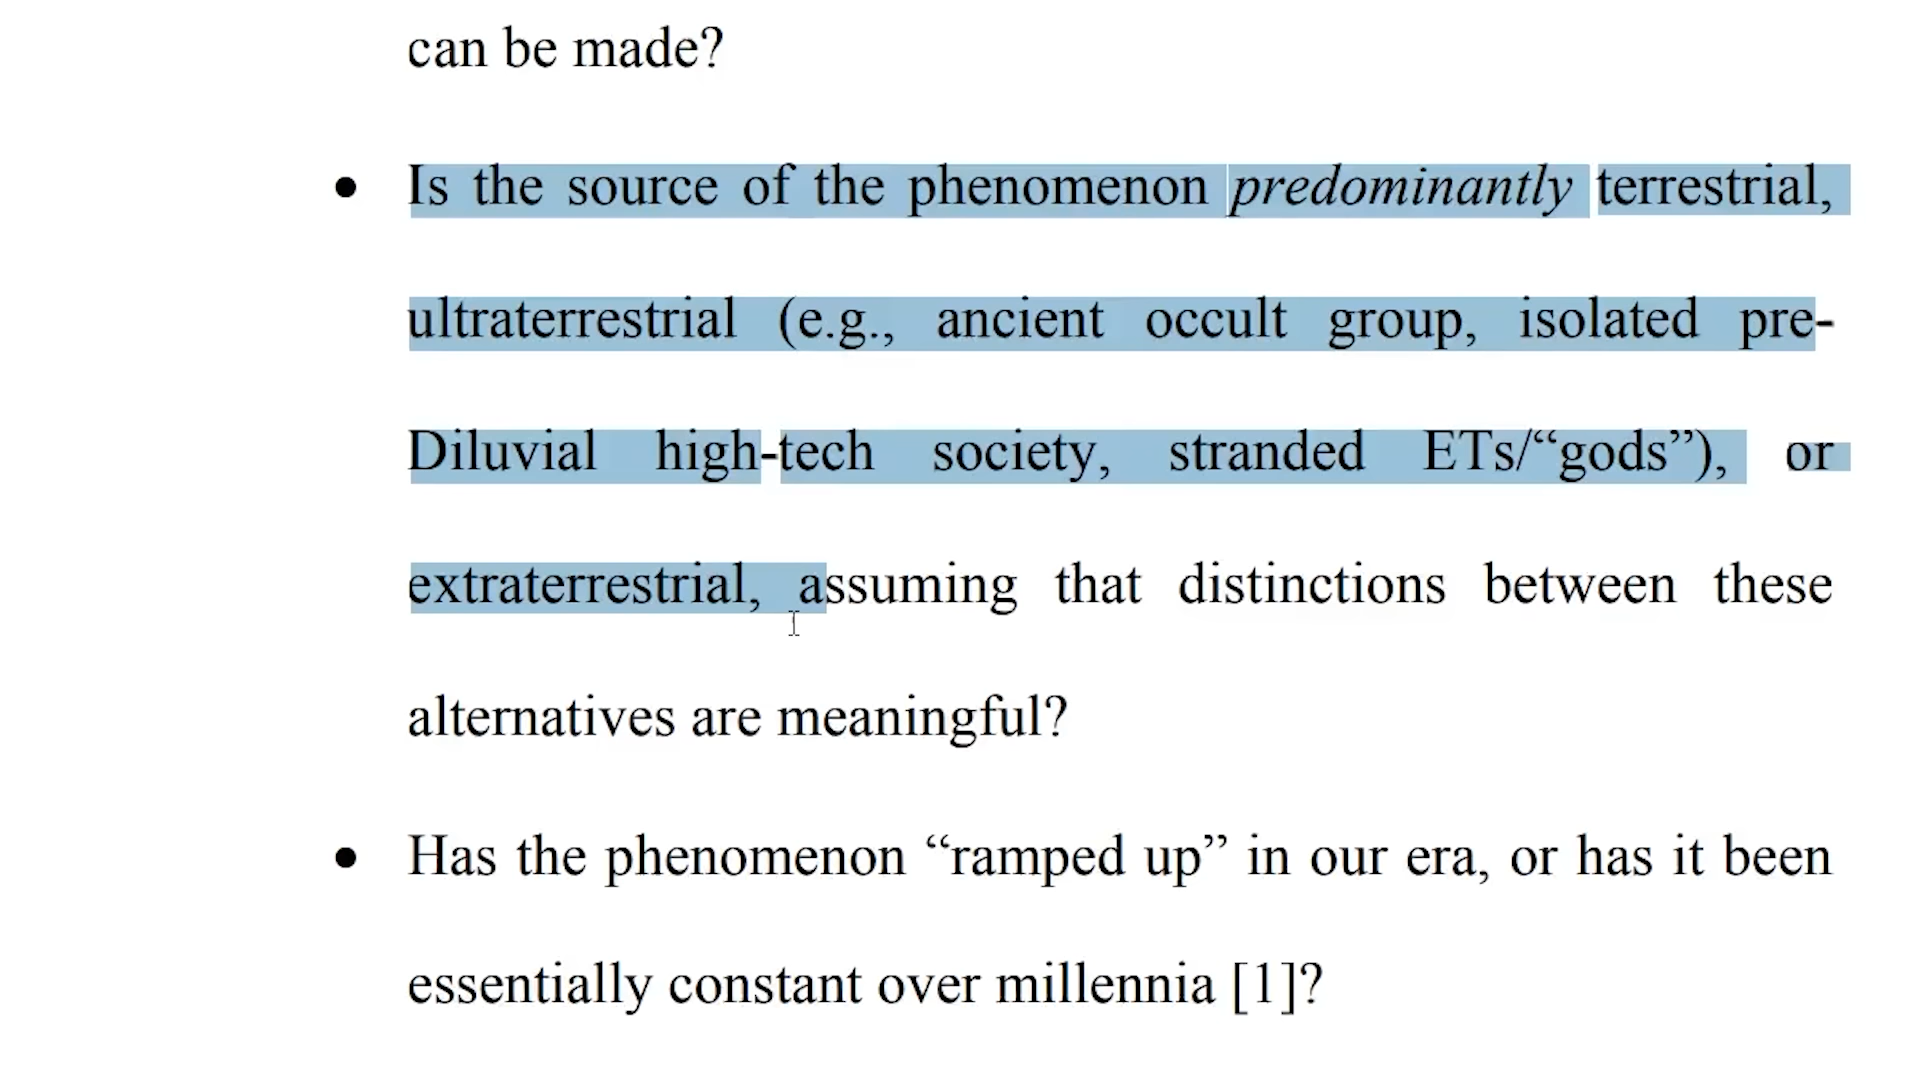 can be made?
• Is the source of the phenomenon predominantly terrestrial,
ultraterrestrial (e.g., ancient occult group, isolated pre-
Diluvial high-tech society, stranded ETs/“gods”), or
extraterrestrial, assuming that distinctions between these
alternatives are meaningful?
• Has the phenomenon “ramped up” in our era, or has it been
essentially constant over millennia [1]?